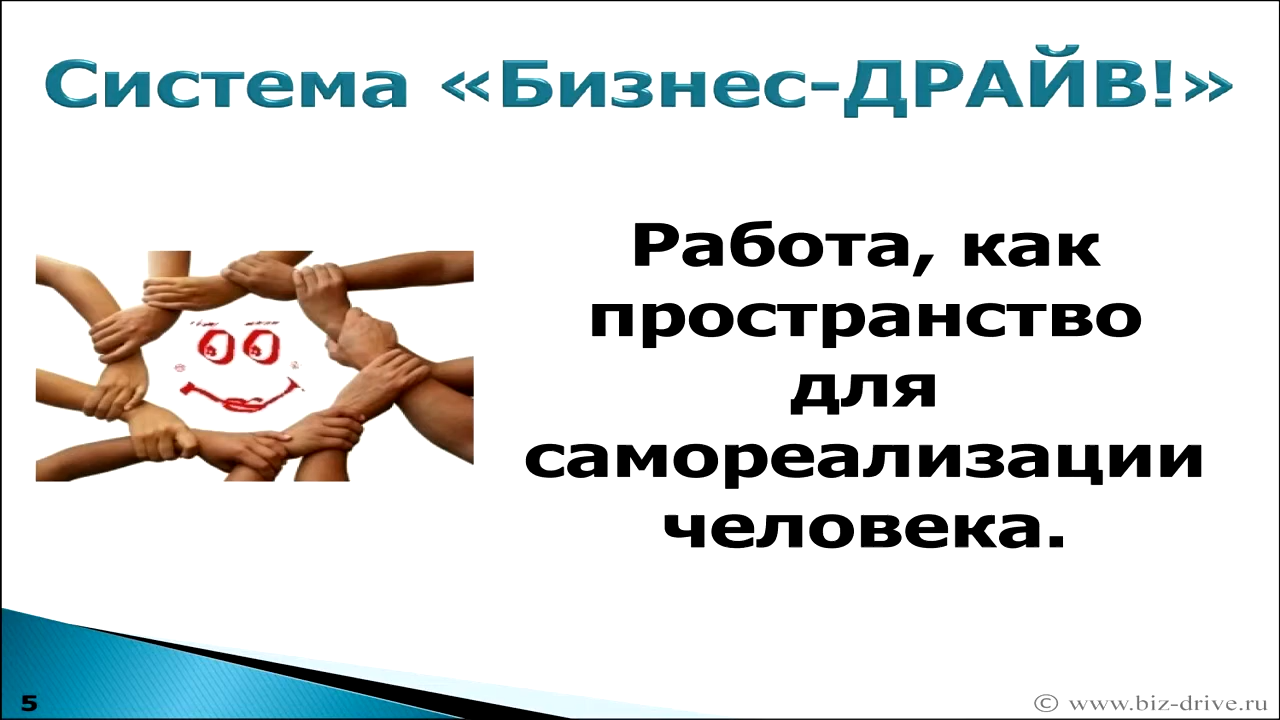 Система «Бизнес-ДРАЙВ!»
Работа, как
пространство
для
самореализации
человека.
5
© www.biz-drive.ru